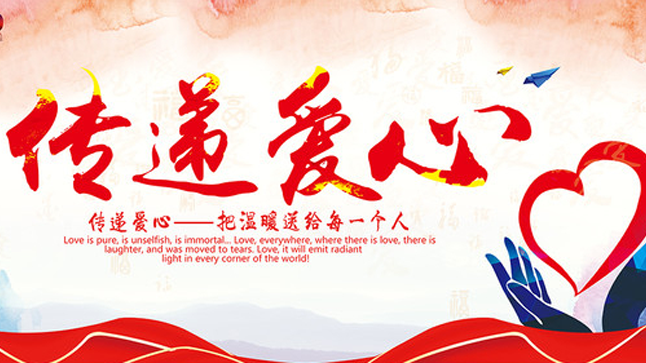 传递爱心
传递爱心——把温暖送给每一个人
Love is pure, is unselfish, is immortal... Love, everywhere, where there is love, there is
laughter, and was moved to tears. Love, it will emit radiant
light in every corner of the world!